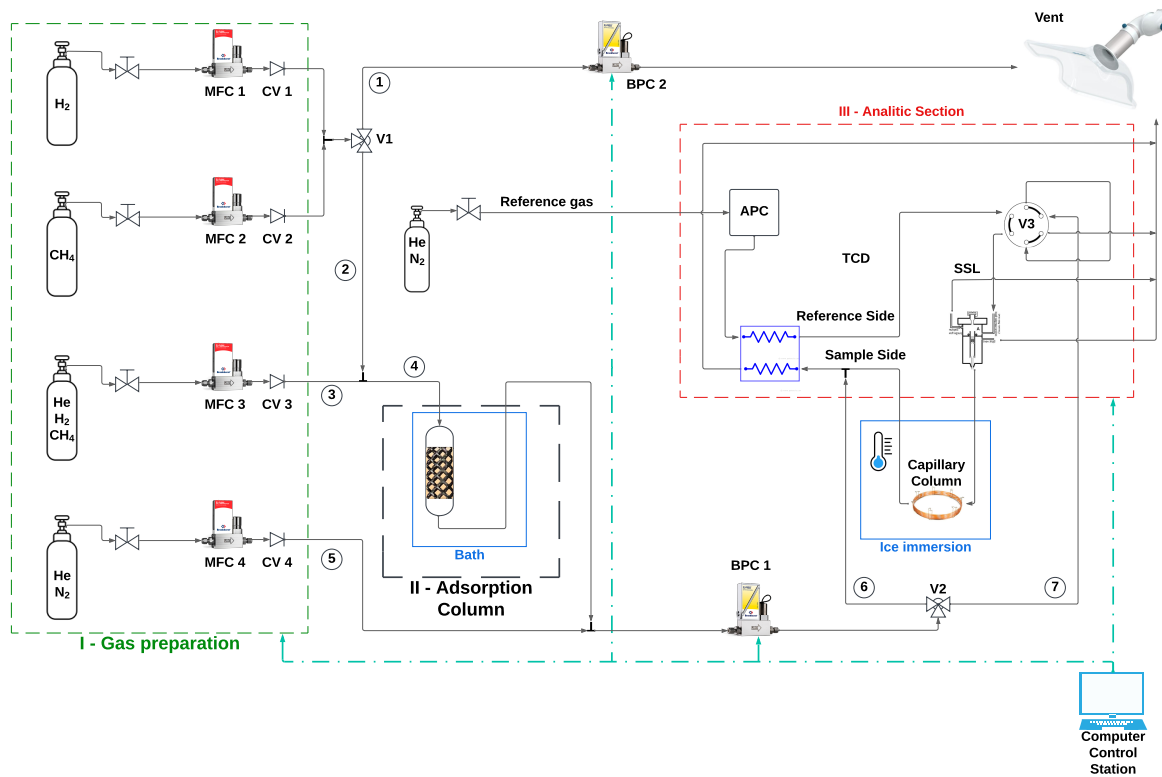 Vent
1
BPC 2
H2
MFC 1
CV 1
V1
III - Analitic Section
CH4
MFC 2
CV 2
2
He
N2
Reference gas
APC
TCD
V3
SSL
Reference Side
Sample Side
He
H2
CH4
MFC 3
CV 3
3
4
Bath
II - Adsorption
Column
Capillary
Column
Ice immersion
He
N2
MFC 4
CV 4
5
BPC 1
6
V2
7
I - Gas preparation
Computer
Control
Station